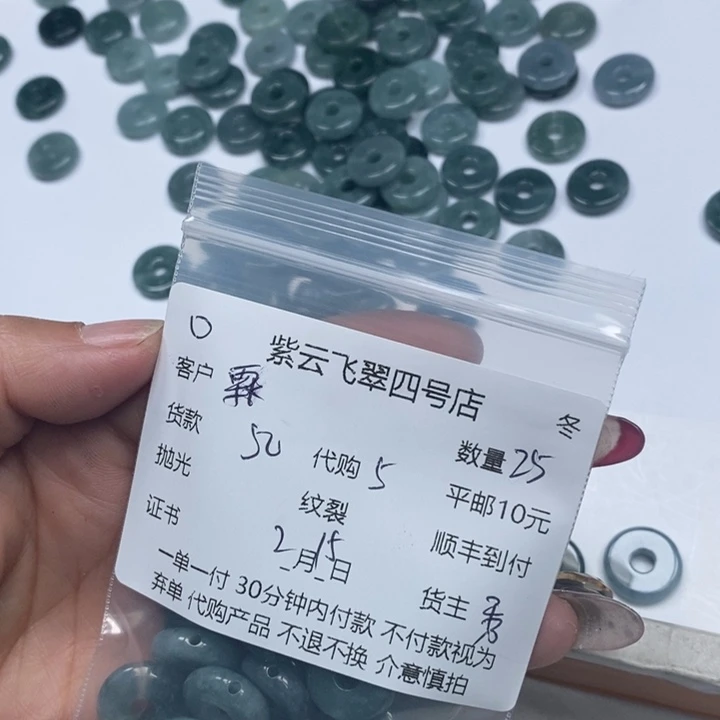 紫云飞翠四号店
冬
客户 霖
货款 50 代购 5 数量 25
抛光 纹裂 平邮10元
证书 2月15日 顺丰到付
货主
一单一付 30分钟内付款 不付款视为
弃单 代购产品 不退不换 介意慎拍